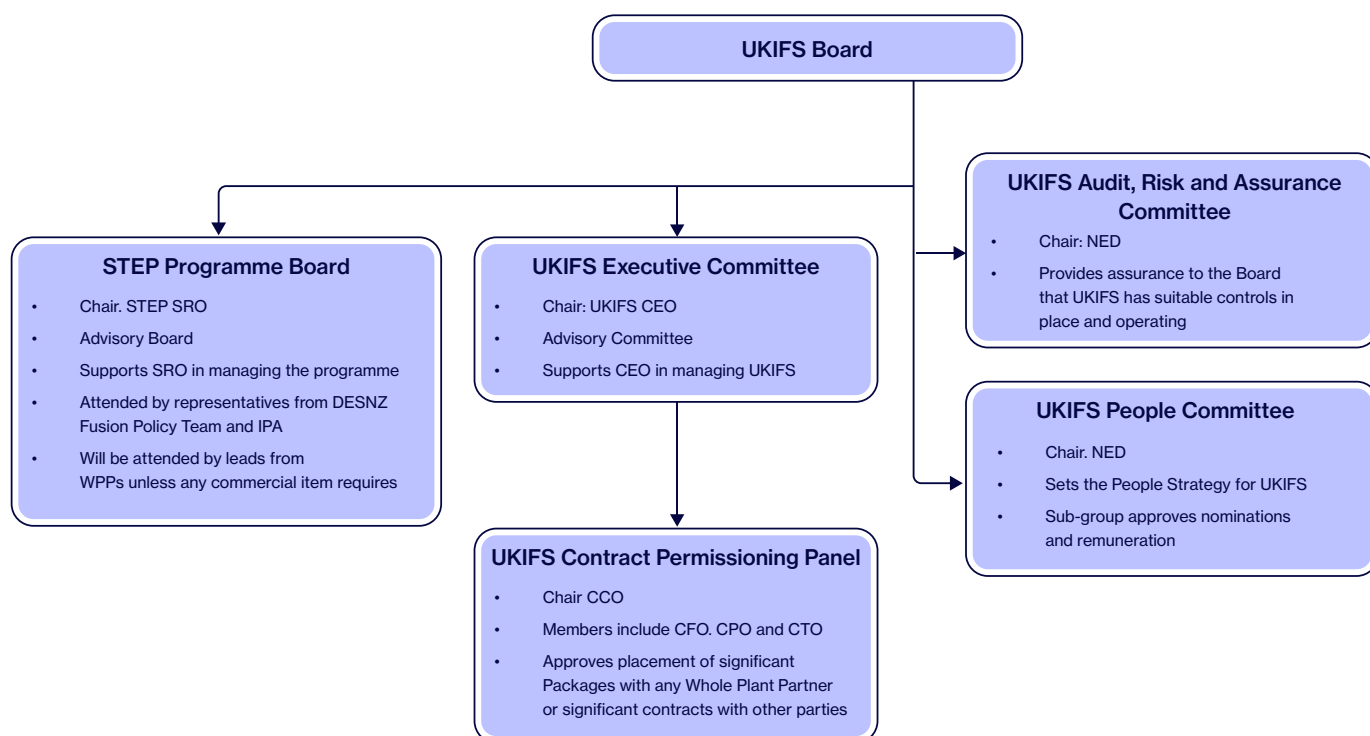 UKIFS Board
STEP Programme Board
• Chair. STEP SRO
• Advisory Board
• Supports SRO in managing the programme
• Attended by representatives from DESNZ
Fusion Policy Team and IPA
• Will be attended by leads from
WPPs unless any commercial item requires
UKIFS Executive Committee
• Chair: UKIFS CEO
• Advisory Committee
• Supports CEO in managing UKIFS
UKIFS Contract Permissioning Panel
• Chair CCO
• Members include CFO. CPO and CTO
• Approves placement of significant
Packages with any Whole Plant Partner
or significant contracts with other parties
UKIFS Audit, Risk and Assurance
Committee
• Chair: NED
• Provides assurance to the Board
that UKIFS has suitable controls in
place and operating
UKIFS People Committee
• Chair. NED
• Sets the People Strategy for UKIFS
• Sub-group approves nominations
and remuneration